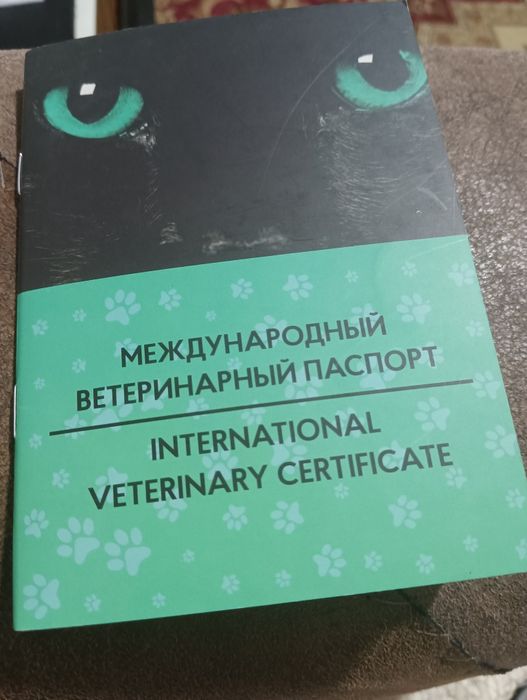 МЕЖДУНАРОДНЫЙ
ВЕТЕРИНАРНЫЙ ПАСПОРТ
INTERNATIONAL
VETERINARY CERTIFICATE